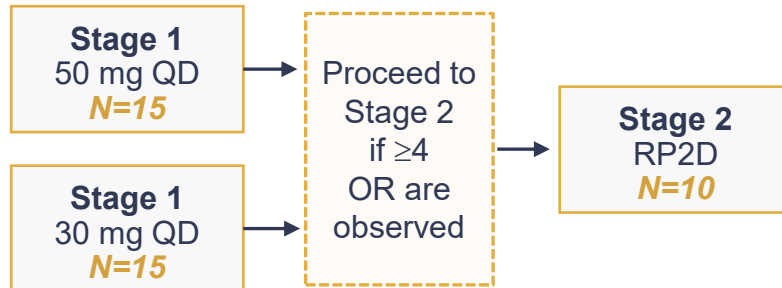 Stage 1
50 mg QD
N=15
Stage 1
30 mg QD
N=15
Proceed to
Stage 2
if ≥4
OR are
observed
Stage 2
RP2D
N=10